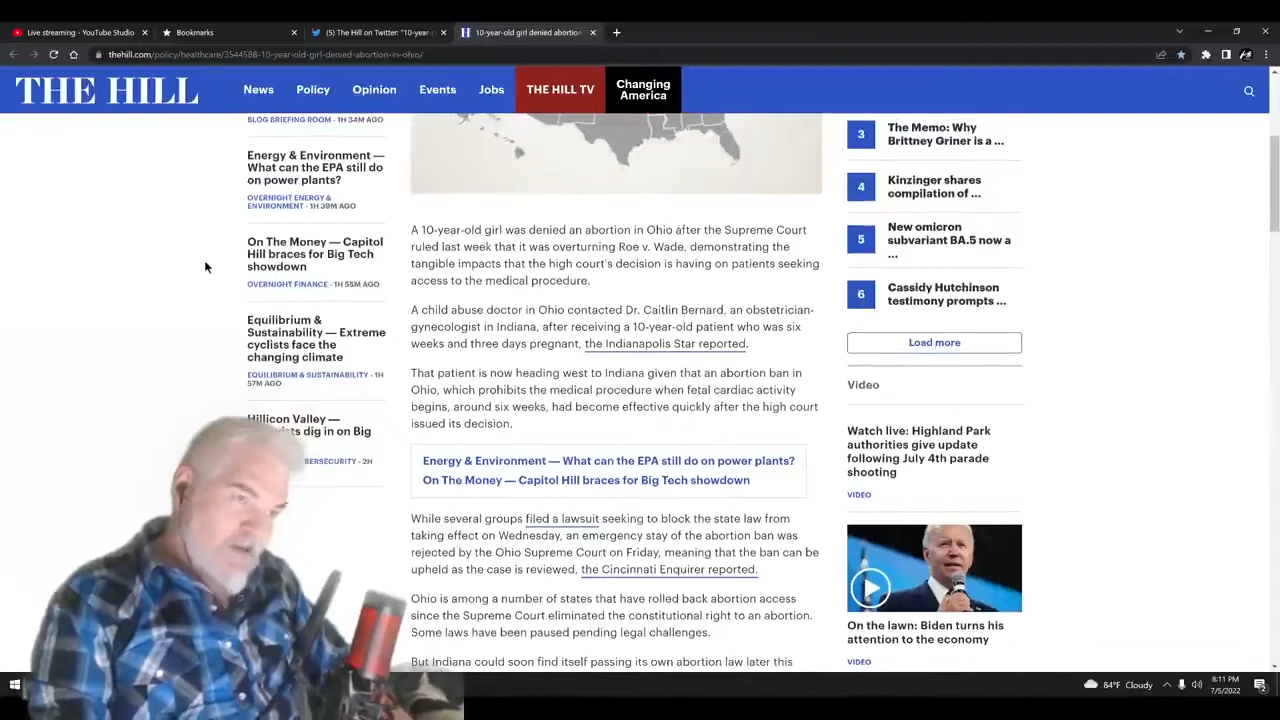 Live streaming - YouTube Studio
Bookmarks
(5) The Hill on Twitter: "10-year-
10-year-old girl denied abortion
thehill.com/policy/healthcare/3544588-10-year-old-girl-denied-abortion-in-ohio/
THE HILL
News
Policy
Opinion
Events
Jobs
THE HILL TV
Changing
America
BLOG BRIEFING ROOM - 1H 34M AGO
Energy & Environment —
What can the EPA still do
on power plants?
OVERNIGHT ENERGY &
ENVIRONMENT - 1H 39M AGO
On The Money — Capitol
Hill braces for Big Tech
showdown
OVERNIGHT FINANCE - 1H 55M AGO
Equilibrium &
Sustainability — Extreme
cyclists face the
changing climate
EQUILIBRIUM & SUSTAINABILITY - 1H
57M AGO
Hillicon Valley —
dig in on Big
- 2H
A 10-year-old girl was denied an abortion in Ohio after the Supreme Court
ruled last week that it was overturning Roe v. Wade, demonstrating the
tangible impacts that the high court's decision is having on patients seeking
access to the medical procedure.
A child abuse doctor in Ohio contacted Dr. Caitlin Bernard, an obstetrician-
gynecologist in Indiana, after receiving a 10-year-old patient who was six
weeks and three days pregnant, the Indianapolis Star reported.
That patient is now heading west to Indiana given that an abortion ban in
Ohio, which prohibits the medical procedure when fetal cardiac activity
begins, around six weeks, had become effective quickly after the high court
issued its decision.
Energy & Environment — What can the EPA still do on power plants?
On The Money — Capitol Hill braces for Big Tech showdown
While several groups filed a lawsuit seeking to block the state law from
taking effect on Wednesday, an emergency stay of the abortion ban was
rejected by the Ohio Supreme Court on Friday, meaning that the ban can be
upheld as the case is reviewed, the Cincinnati Enquirer reported.
Ohio is among a number of states that have rolled back abortion access
since the Supreme Court eliminated the constitutional right to an abortion.
Some laws have been paused pending legal challenges.
But Indiana could soon find itself passing its own abortion law later this
3
The Memo: Why
Brittney Griner is a ...
4
Kinzinger shares
compilation of ...
5
New omicron
subvariant BA.5 now a
...
6
Cassidy Hutchinson
testimony prompts ...
Load more
Video
Watch live: Highland Park
authorities give update
following July 4th parade
shooting
VIDEO
On the lawn: Biden turns his
attention to the economy
VIDEO
84°F Cloudy
8:11 PM
7/5/2022